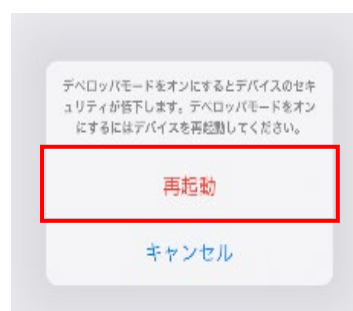 デベロッパモードをオンにするとデバイスのセキ
ュリティが低下します。デベロッパモードをオン
にするにはデバイスを再起動してください。
再起動
キャンセル